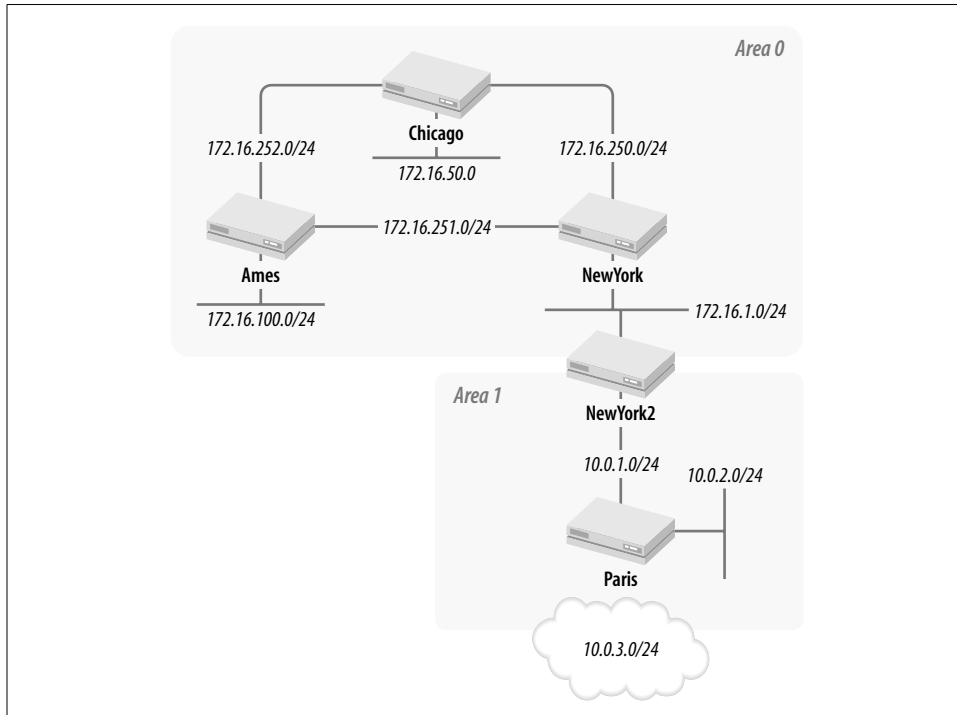 Area 0
Chicago
172.16.252.0/24
172.16.250.0/24
172.16.50.0
172.16.251.0/24
Ames
NewYork
172.16.100.0/24
172.16.1.0/24
Area 1
NewYork2
10.0.1.0/24
10.0.2.0/24
Paris
10.0.3.0/24